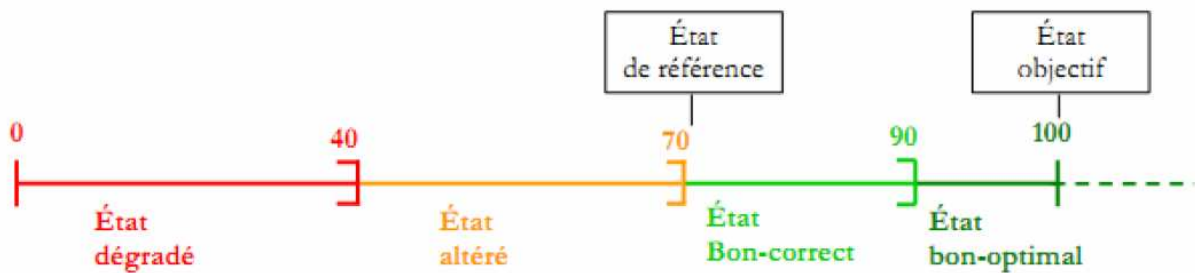 État
de référence
État
objectif
0
40
70
90
100
État
dégradé
État
altéré
État
Bon-correct
État
bon-optimal